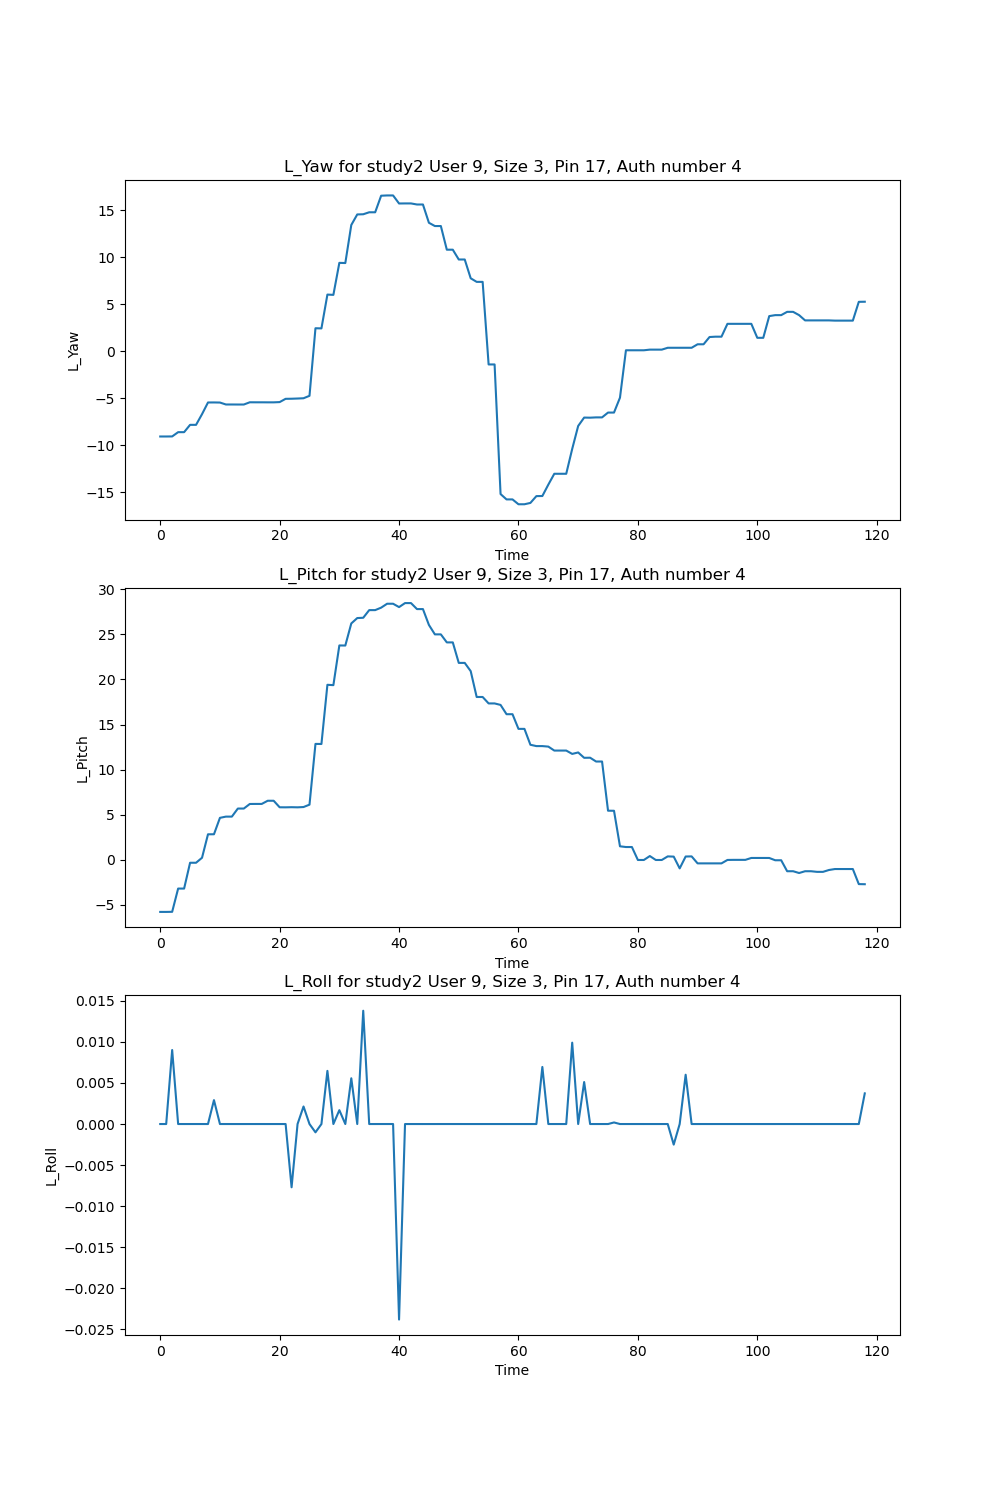 L_Yaw for study2 User 9, Size 3, Pin 17, Auth number 4
15
10
5
0
−5
−10
−15
L_Yaw
0 20 40 60 80 100 120
Time
L_Pitch for study2 User 9, Size 3, Pin 17, Auth number 4
30
25
20
15
10
5
0
−5
L_Pitch
0 20 40 60 80 100 120
Time
L_Roll for study2 User 9, Size 3, Pin 17, Auth number 4
0.015
0.010
0.005
0.000
−0.005
−0.010
−0.015
−0.020
−0.025
L_Roll
0 20 40 60 80 100 120
Time